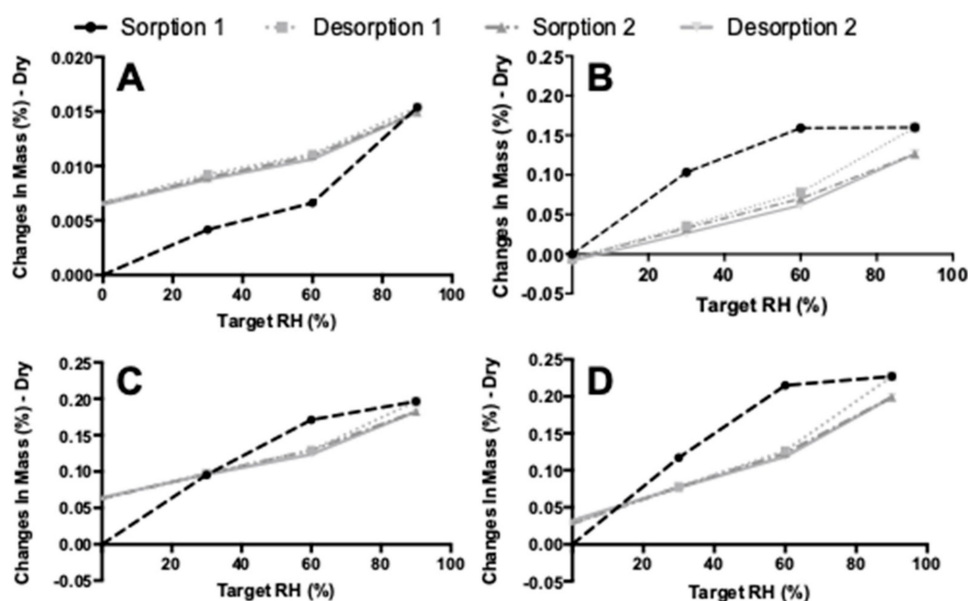 Sorption 1 Desorption 1 Sorption 2 Desorption 2
A
Changes In Mass (%) - Dry
0.020
0.015
0.010
0.005
0.000
0 20 40 60 80 100
Target RH (%)
B
Changes In Mass (%) - Dry
0.25
0.20
0.15
0.10
0.05
0.00
-0.05
20 40 60 80 100
Target RH (%)
C
Changes In Mass (%) - Dry
0.25
0.20
0.15
0.10
0.05
0.00
-0.05
20 40 60 80 100
Target RH (%)
D
Changes In Mass (%) - Dry
0.25
0.20
0.15
0.10
0.05
0.00
-0.05
20 40 60 80 100
Target RH (%)